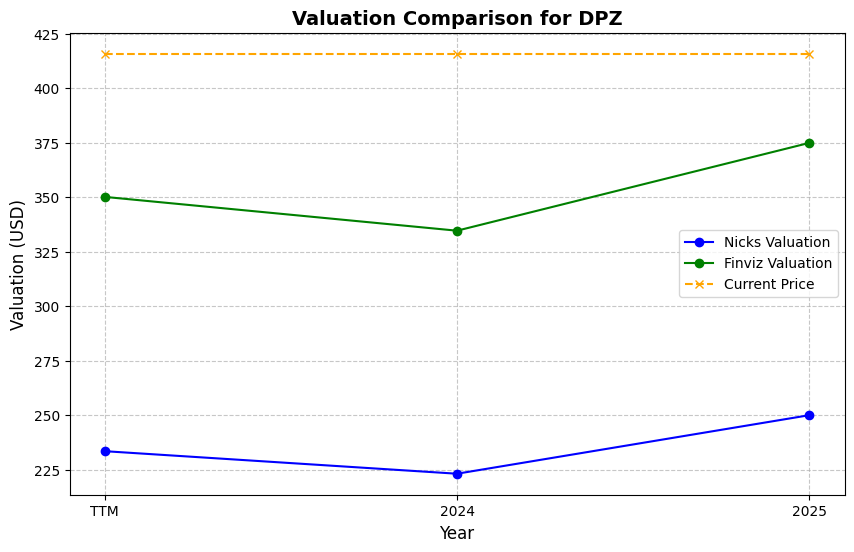 Valuation Comparison for DPZ
Valuation (USD)
425
400
375
350
325
300
275
250
225
Nicks Valuation
Finviz Valuation
Current Price
TTM
2024
2025
Year